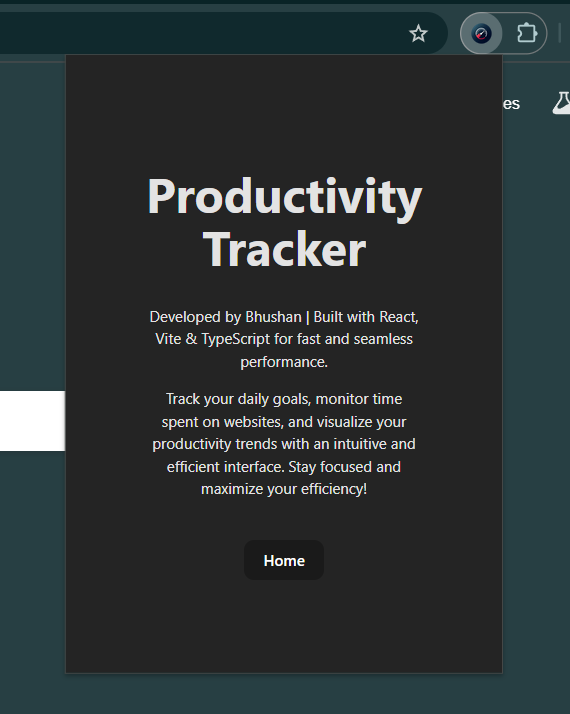 es
Productivity
Tracker
Developed by Bhushan | Built with React,
Vite & TypeScript for fast and seamless
performance.
Track your daily goals, monitor time
spent on websites, and visualize your
productivity trends with an intuitive and
efficient interface. Stay focused and
maximize your efficiency!
Home